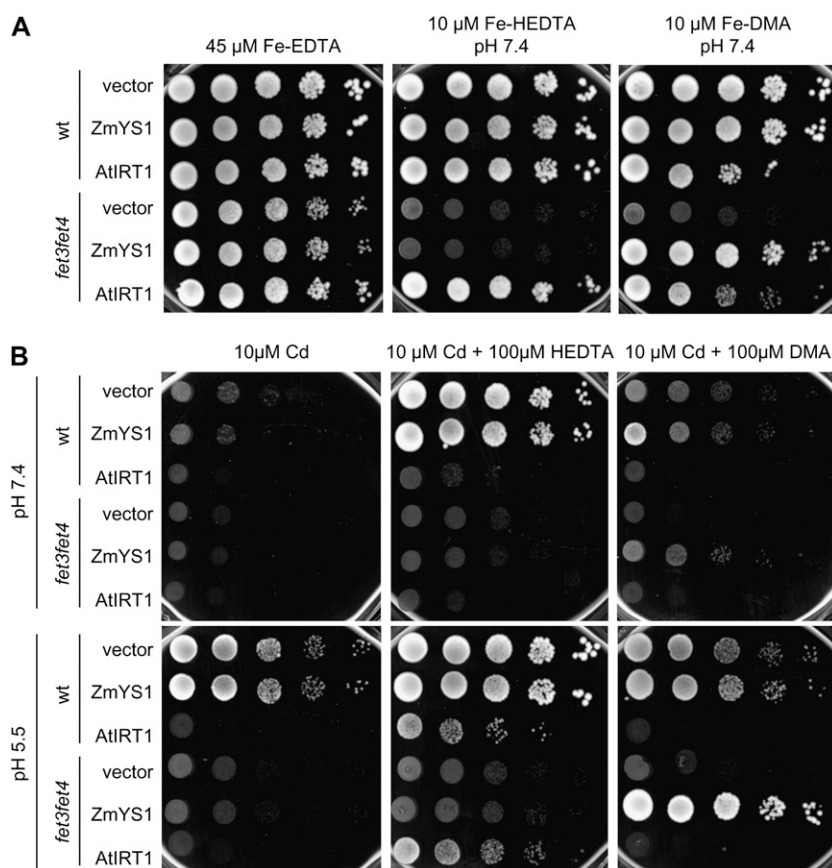 A
45 µM Fe-EDTA
10 µM Fe-HEDTA
pH 7.4
10 µM Fe-DMA
pH 7.4
wt
vector
ZmYS1
AtIRT1
fet3fet4
vector
ZmYS1
AtIRT1
B
10µM Cd
10 µM Cd + 100µM HEDTA
10 µM Cd + 100µM DMA
pH 7.4
wt
vector
ZmYS1
AtIRT1
fet3fet4
vector
ZmYS1
AtIRT1
pH 5.5
wt
vector
ZmYS1
AtIRT1
fet3fet4
vector
ZmYS1
AtIRT1